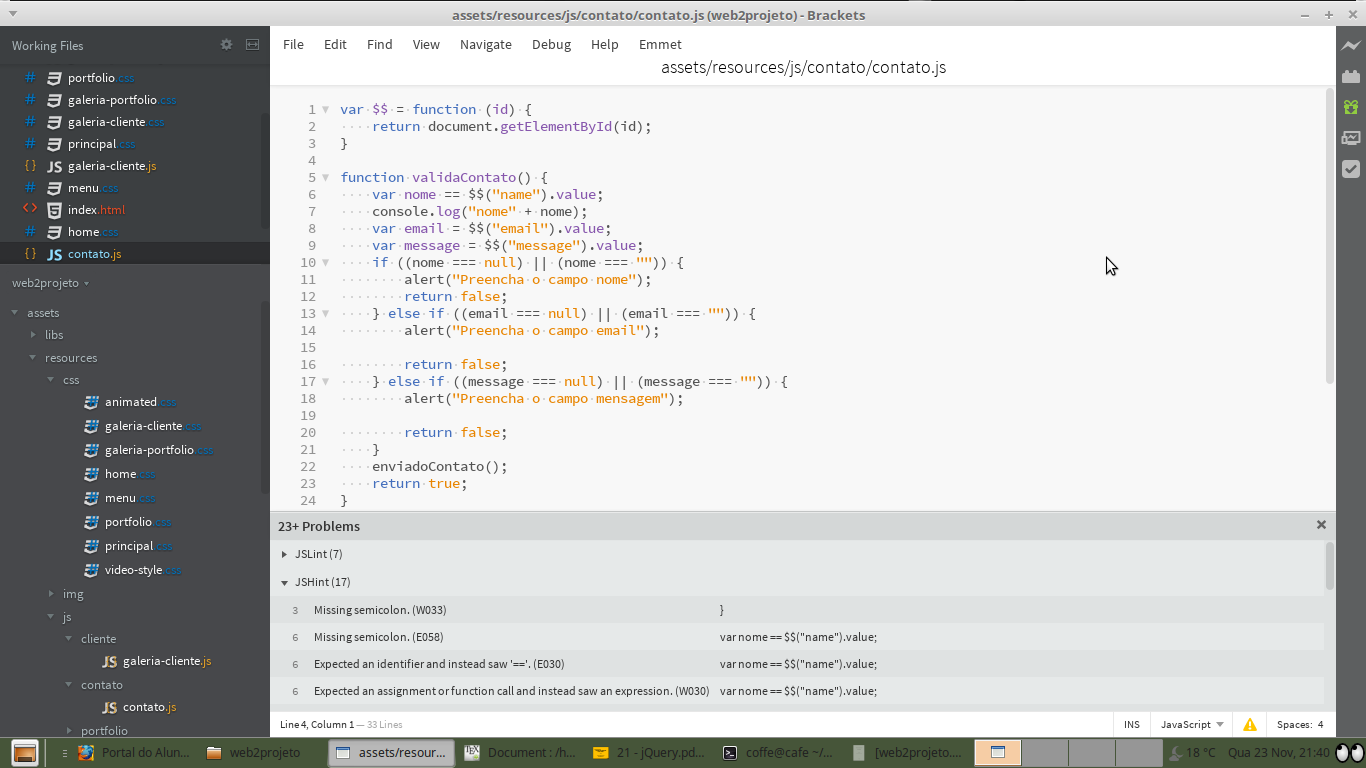 assets/resources/js/contato/contato.js (web2projeto) - Brackets
Working Files
# portfolio.css
# galeria-portfolio.css
# galeria-cliente.css
# principal.css
{} JS galeria-cliente.js
# menu.css
<> index.html
# home.css
{} JS contato.js
web2projeto
assets
libs
resources
css
animated.css
galeria-cliente.css
galeria-portfolio.css
home.css
menu.css
portfolio.css
principal.css
video-style.css
img
js
cliente
JS galeria-cliente.js
contato
JS contato.js
portfolio
File Edit Find View Navigate Debug Help Emmet
assets/resources/js/contato/contato.js
1 var $$ = function (id) {
2 ····return document.getElementById(id);
3 }
4
5 function validaContato() {
6 ····var nome == $$("name").value;
7 ····console.log("nome" + nome);
8 ····var email = $$("email").value;
9 ····var message = $$("message").value;
10 ····if ((nome === null) || (nome === "")) {
11 ········alert("Preencha o campo nome");
12 ········return false;
13 ····} else if ((email === null) || (email === "")) {
14 ········alert("Preencha o campo email");
15
16 ········return false;
17 ····} else if ((message === null) || (message === "")) {
18 ········alert("Preencha o campo mensagem");
19
20 ········return false;
21 ····}
22 ····enviadoContato();
23 ····return true;
24 }
23+ Problems
JSLint (7)
JSHint (17)
3 Missing semicolon. (W033) }
6 Missing semicolon. (E058) var nome == $$("name").value;
6 Expected an identifier and instead saw '=='. (E030) var nome == $$("name").value;
6 Expected an assignment or function call and instead saw an expression. (W030) var nome == $$("name").value;
Line 4, Column 1 — 33 Lines INS JavaScript Spaces: 4
Portal do Alun... web2projeto assets/resour... Document : /h... 21 - jQuery.pd... coffe@cafe ~/... [web2projeto.... 18 °C Qua 23 Nov, 21:40